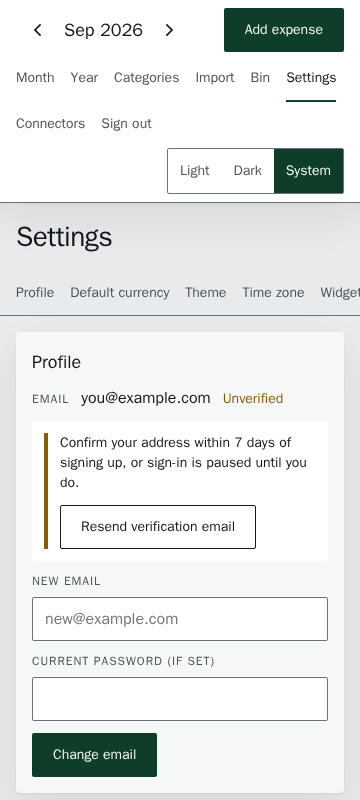 Sep 2026
Add expense
Month Year Categories Import Bin Settings
Connectors Sign out
Light Dark System
Settings
Profile Default currency Theme Time zone Widget
Profile
EMAIL you@example.com Unverified
Confirm your address within 7 days of
signing up, or sign-in is paused until you
do.
Resend verification email
NEW EMAIL
new@example.com
CURRENT PASSWORD (IF SET)
Change email